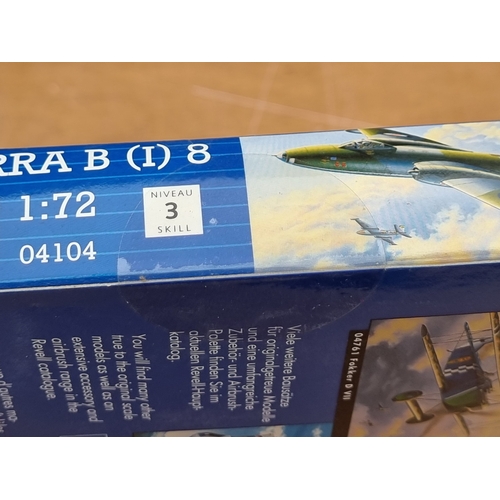 RRA B (I) 8
1:72
NIVEAU
3
SKILL
04104
Viele weitere Bausätze
für originalgetreue Modelle
und eine umfangreiche
Zubehör- und Airbrush-
Palette finden Sie im
aktuellen Revell Haupt-
katalog.
You will find many other
true to the original scale
models as well as an
extensive accessory and
airbrush range in the
Revell catalogue.
04761 Fokker D VII